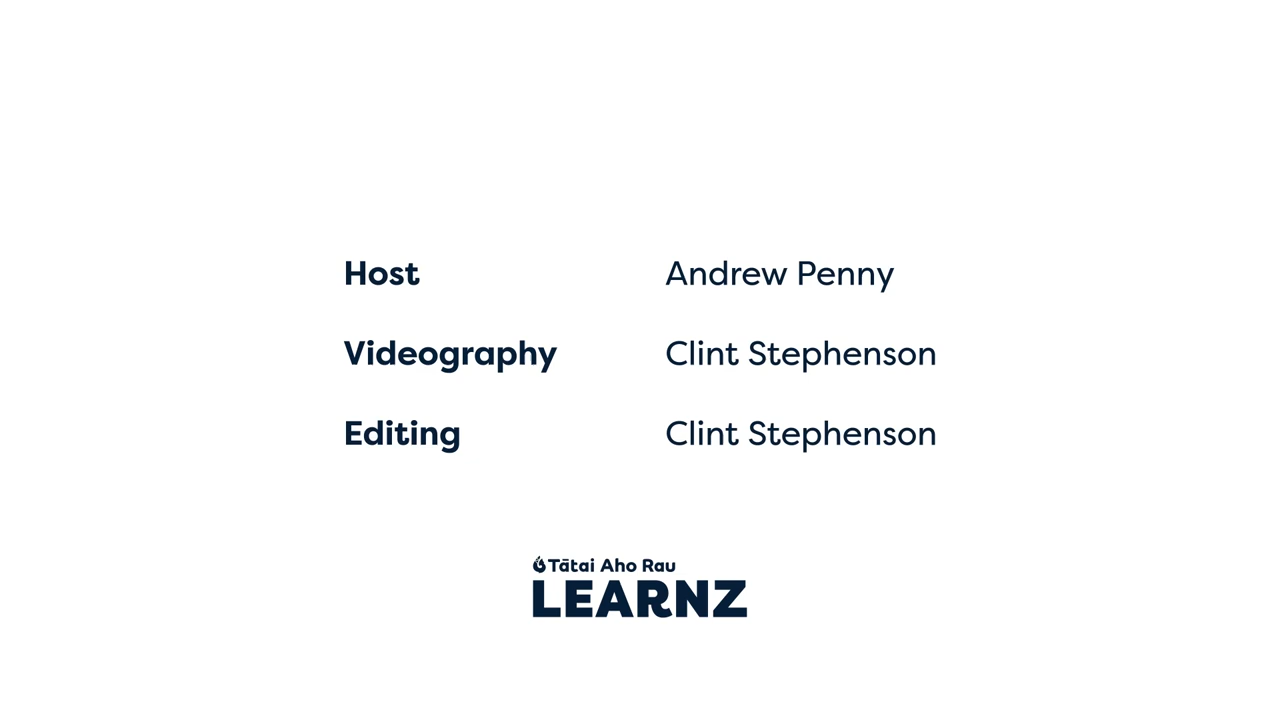 Host Andrew Penny
Videography Clint Stephenson
Editing Clint Stephenson
Tātai Aho Rau
LEARNZ